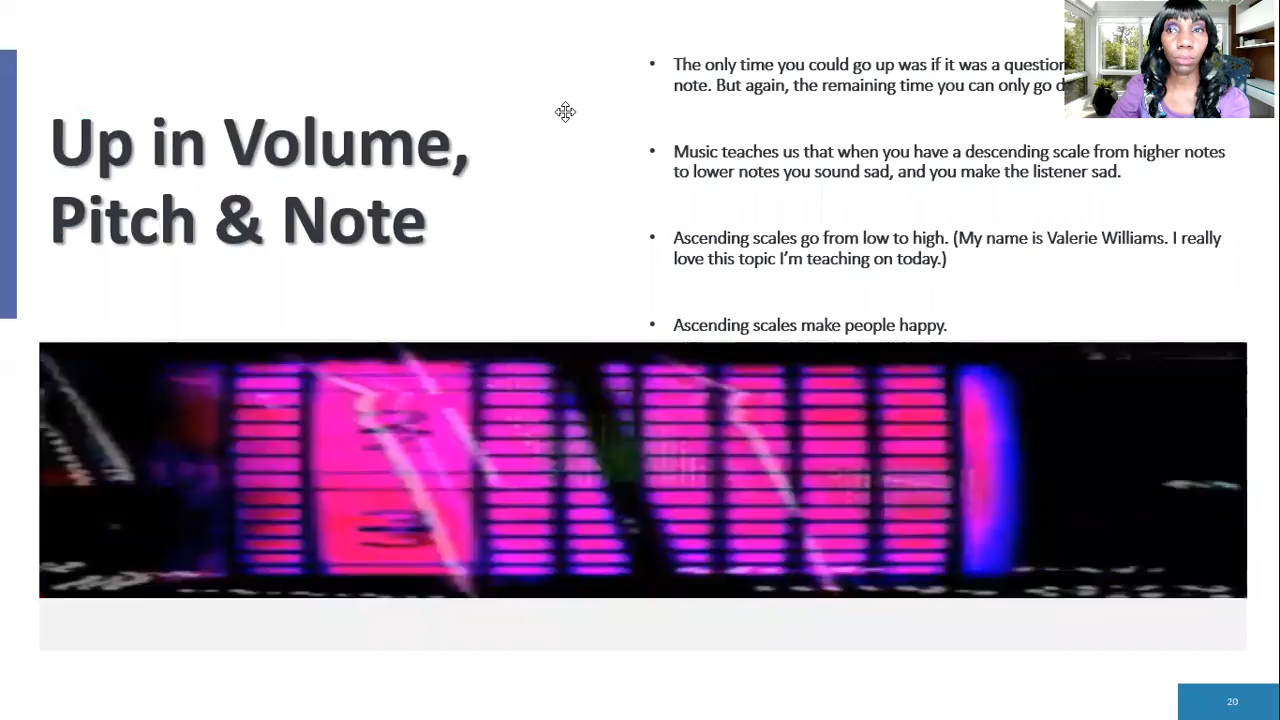 Up in Volume,
Pitch & Note
• The only time you could go up was if it was a question
note. But again, the remaining time you can only go
• Music teaches us that when you have a descending scale from higher notes
to lower notes you sound sad, and you make the listener sad.
• Ascending scales go from low to high. (My name is Valerie Williams. I really
love this topic I’m teaching on today.)
• Ascending scales make people happy.
20